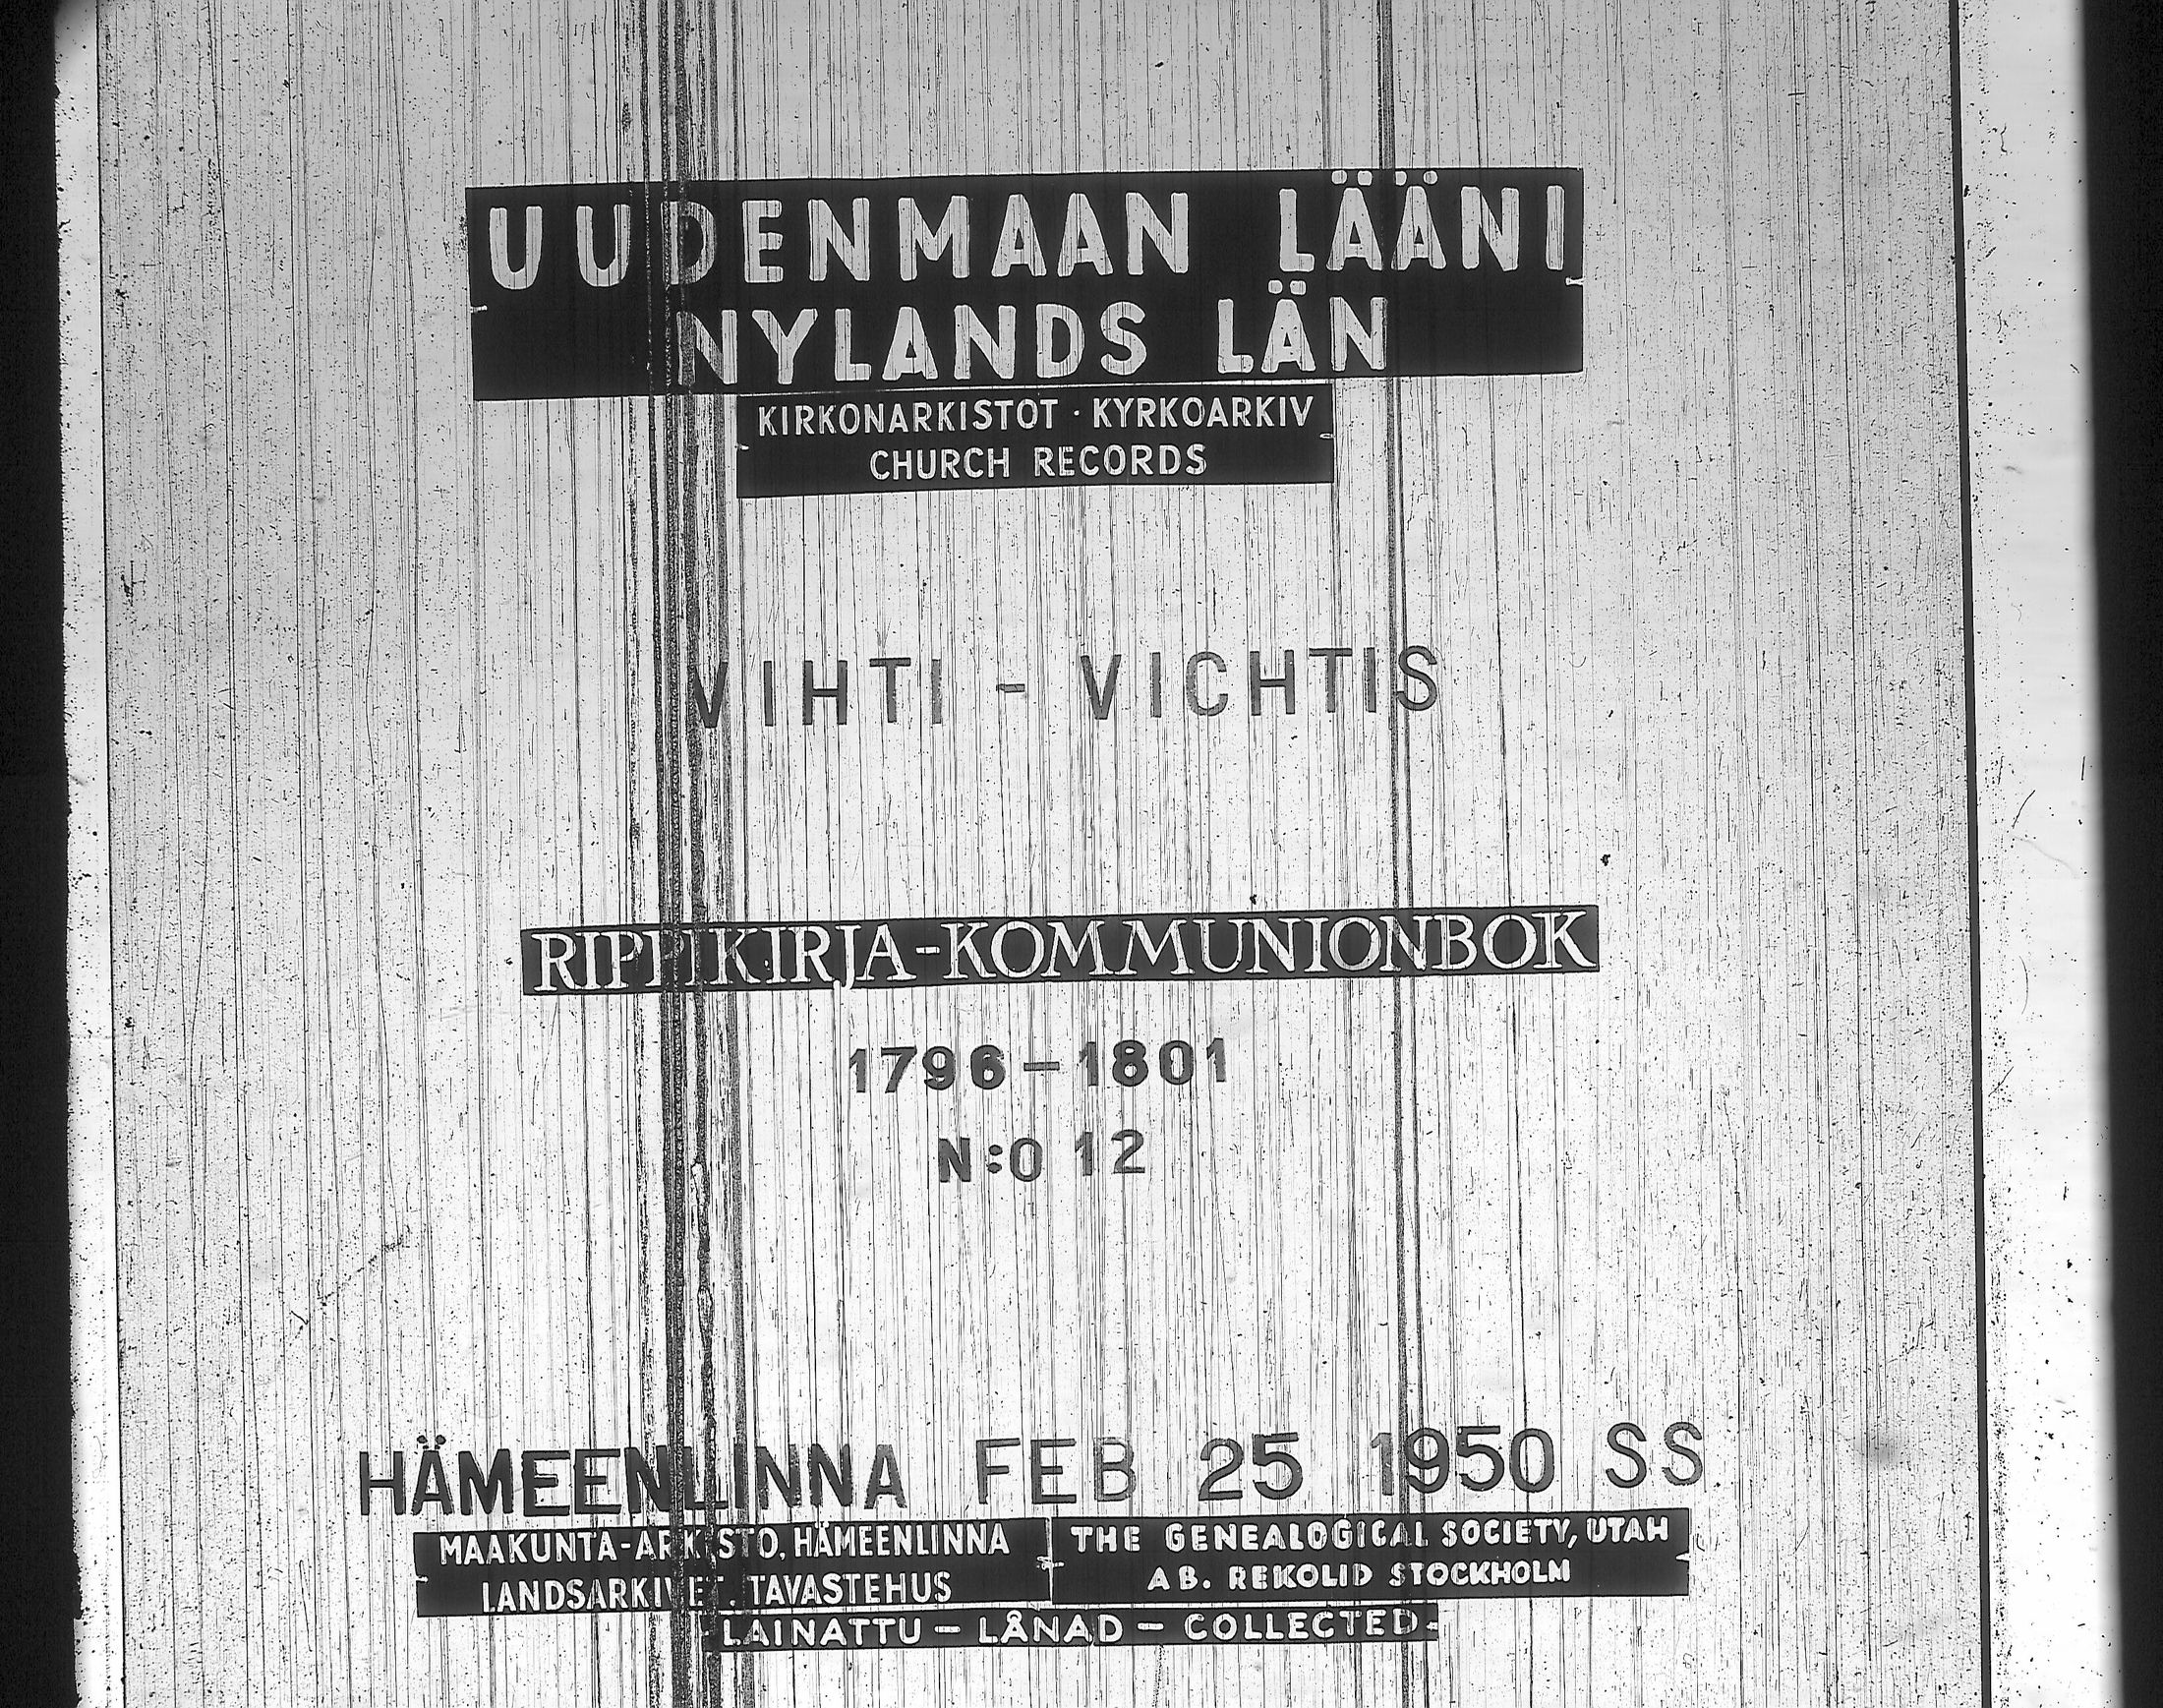 UUDENMAAN LÄÄNI
NYLANDS LÄN
KIRKONARKISTOT · KYRKOARKIV
CHURCH RECORDS
VIHTI - VICHTIS
RIPPIKIRJA-KOMMUNIONBOK
1796-1801
N:O 12
HÄMEENLINNA FEB 25 1950 SS
MAAKUNTA-ARKISTO, HÄMEENLINNA
LANDSARKIVET, TAVASTEHUS
THE GENEALOGICAL SOCIETY, UTAH
AB. REKOLID STOCKHOLM
LAINATTU - LÅNAD - COLLECTED-